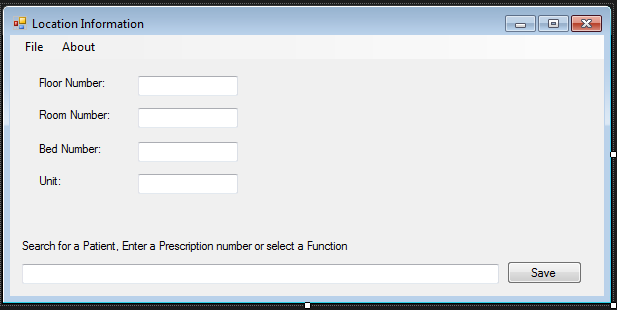 Location Information
File About
Floor Number:
Room Number:
Bed Number:
Unit:
Search for a Patient, Enter a Prescription number or select a Function
Save